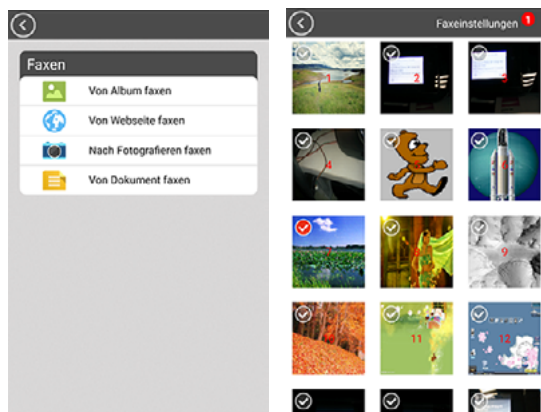 Faxen
Von Album faxen
Von Webseite faxen
Nach Fotografieren faxen
Von Dokument faxen
Faxeinstellungen 1
1
2
3
4
9
11
12